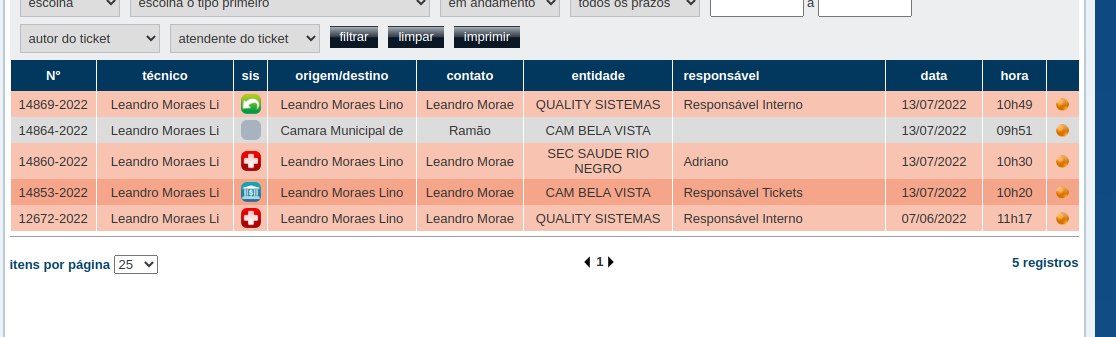 escolha escolha o tipo primeiro em andamento todos os prazos a
autor do ticket atendente do ticket filtrar limpar imprimir
Nº técnico sis origem/destino contato entidade responsável data hora
14869-2022 Leandro Moraes Li Leandro Moraes Lino Leandro Morae QUALITY SISTEMAS Responsável Interno 13/07/2022 10h49
14864-2022 Leandro Moraes Li Camara Municipal de Ramão CAM BELA VISTA 13/07/2022 09h51
14860-2022 Leandro Moraes Li Leandro Moraes Lino Leandro Morae SEC SAUDE RIO NEGRO Adriano 13/07/2022 10h30
14853-2022 Leandro Moraes Li Leandro Moraes Lino Leandro Morae CAM BELA VISTA Responsável Tickets 13/07/2022 10h20
12672-2022 Leandro Moraes Li Leandro Moraes Lino Leandro Morae QUALITY SISTEMAS Responsável Interno 07/06/2022 11h17
itens por página 25 1 5 registros